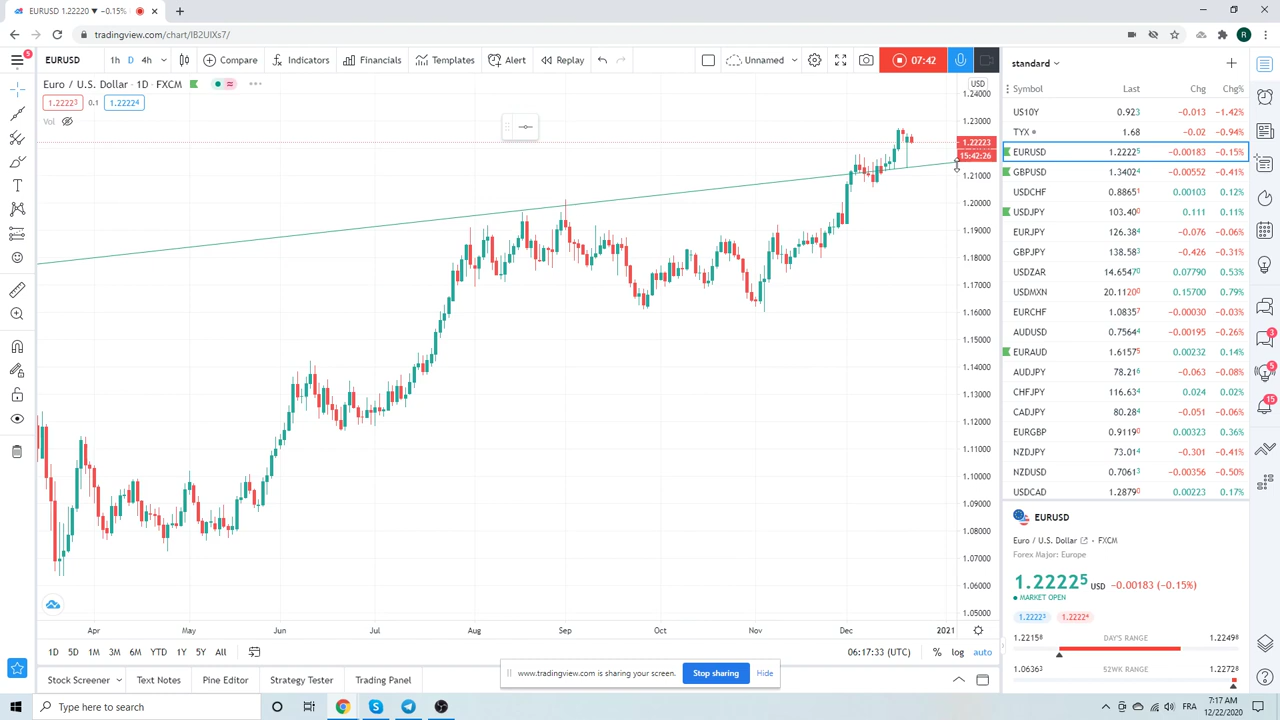 EURUSD 1.22220 ▼ −0.15%
tradingview.com/chart/IB2UIXs7/
R
5
EURUSD 1h D 4h Compare Indicators Financials Templates Alert Replay Unnamed 07:42
Euro / U.S. Dollar · 1D · FXCM
1.22223 0.1 1.22224
Vol
USD
1.24000
1.23000
1.22223
15:42:26
1.21000
1.20000
1.19000
1.18000
1.17000
1.16000
1.15000
1.14000
1.13000
1.12000
1.11000
1.10000
1.09000
1.08000
1.07000
1.06000
1.05000
Apr May Jun Jul Aug Sep Oct Nov Dec 2021
1D 5D 1M 3M 6M YTD 1Y 5Y All 06:17:33 (UTC) % log auto
Stock Screener Text Notes Pine Editor Strategy Tester Trading Panel
www.tradingview.com is sharing your screen. Stop sharing Hide
standard
Symbol Last Chg Chg%
US10Y 0.923 −0.013 −1.42%
TYX 1.68 −0.02 −0.94%
EURUSD 1.22225 −0.00183 −0.15%
GBPUSD 1.34024 −0.00552 −0.41%
USDCHF 0.88651 0.00103 0.12%
USDJPY 103.400 0.111 0.11%
EURJPY 126.384 −0.076 −0.06%
GBPJPY 138.583 −0.426 −0.31%
USDZAR 14.65470 0.07790 0.53%
USDMXN 20.11200 0.15700 0.79%
EURCHF 1.08357 −0.00030 −0.03%
AUDUSD 0.75644 −0.00195 −0.26%
EURAUD 1.61575 0.00232 0.14%
AUDJPY 78.216 −0.063 −0.08%
CHFJPY 116.634 0.024 0.02%
CADJPY 80.284 −0.051 −0.06%
EURGBP 0.91190 0.00323 0.36%
NZDJPY 73.014 −0.301 −0.41%
NZDUSD 0.70613 −0.00356 −0.50%
USDCAD 1.28790 0.00223 0.17%
EURUSD
Euro / U.S. Dollar · FXCM
Forex Major: Europe
1.22225 USD −0.00183 (−0.15%)
MARKET OPEN
1.22223 1.22224
1.22158 DAY'S RANGE 1.22498
1.06363 52WK RANGE 1.22728
3
5
15
Type here to search
FRA
7:17 AM
12/22/2020